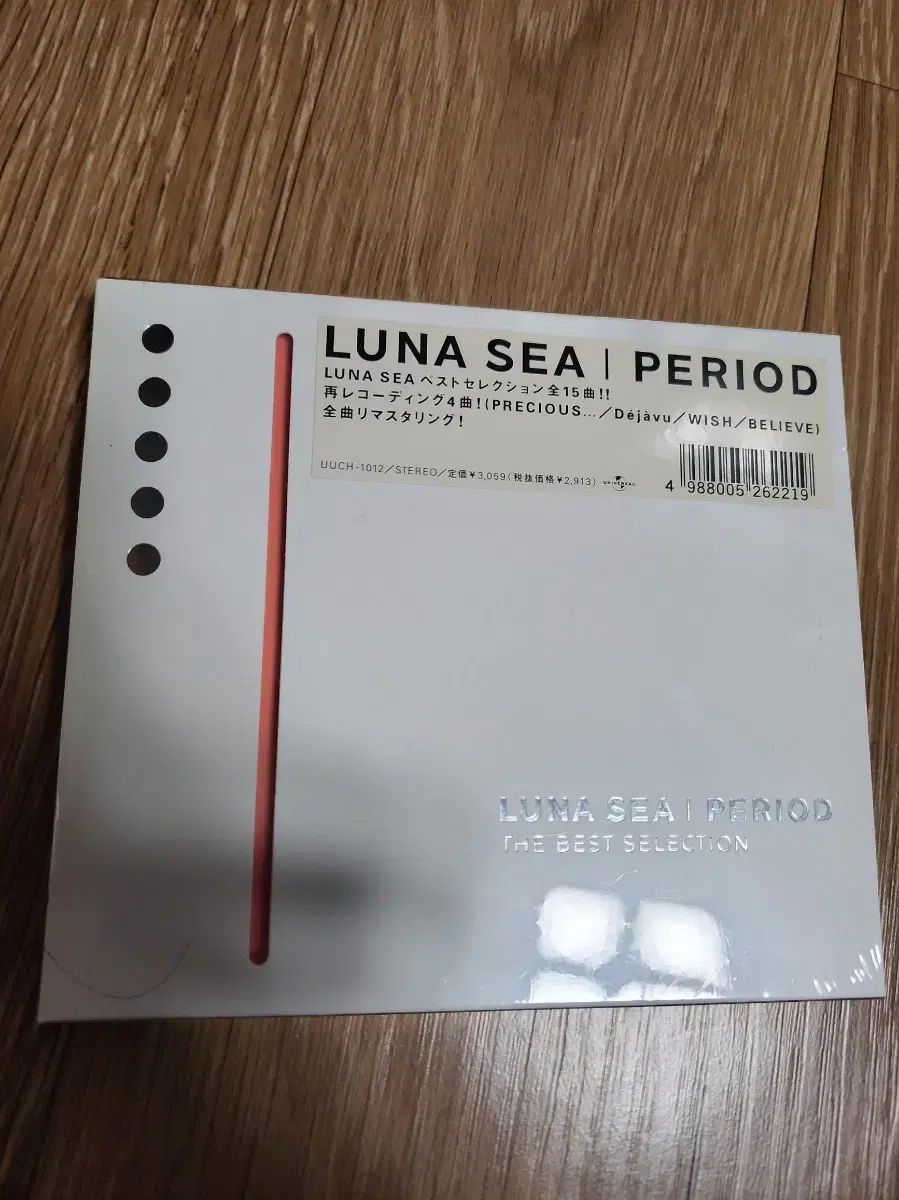 LUNA SEA | PERIOD
LUNA SEA ベストセレクション全15曲!!
再レコーディング4曲!(PRECIOUS.../Déjàvu/WISH/BELIEVE)
全曲リマスタリング!
UUCH-1012/STEREO/定価¥3,059(税抜価格¥2,913) UNIVERSAL
4 988005 262219
LUNA SEA | PERIOD
THE BEST SELECTION